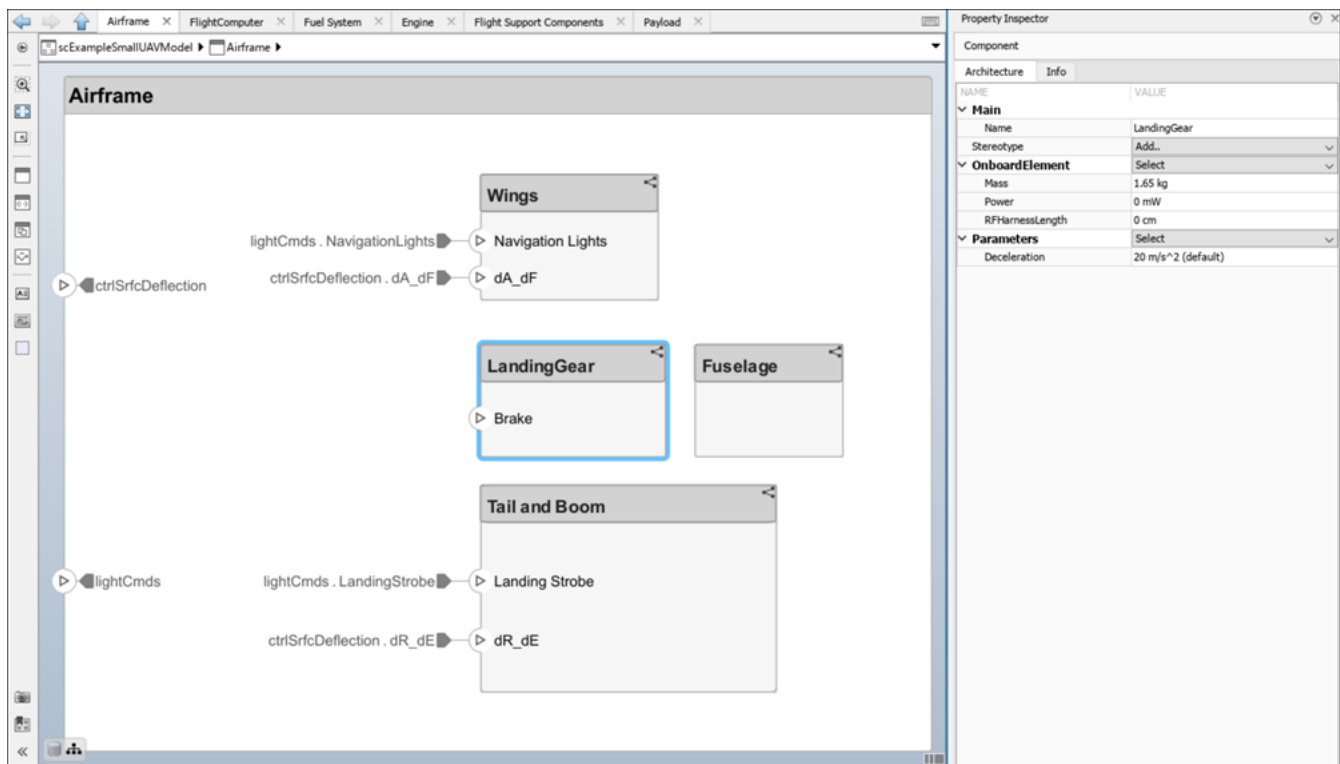 Airframe × FlightComputer × Fuel System × Engine × Flight Support Components × Payload ×
scExampleSmallUAVModel Airframe
Airframe
Wings
lightCmds . NavigationLights Navigation Lights
ctrlSrfcDeflection . dA_dF dA_dF
ctrlSrfcDeflection
LandingGear
Brake
Fuselage
Tail and Boom
lightCmds
lightCmds . LandingStrobe Landing Strobe
ctrlSrfcDeflection . dR_dE dR_dE
Property Inspector
Component
Architecture Info
NAME VALUE
Main
Name LandingGear
Stereotype Add..
OnboardElement Select
Mass 1.65 kg
Power 0 mW
RFHarnessLength 0 cm
Parameters Select
Deceleration 20 m/s^2 (default)